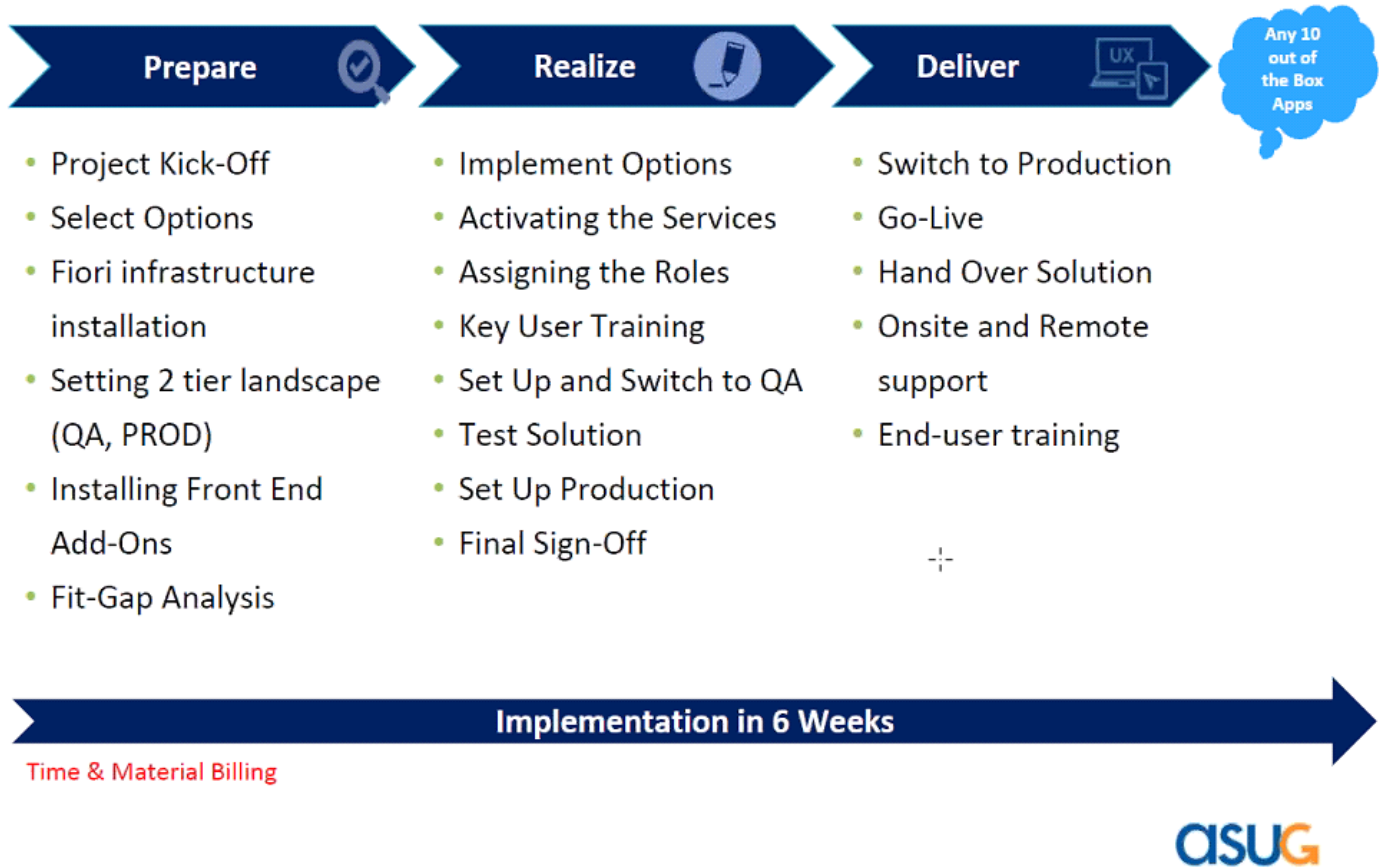 Prepare
Realize
Deliver
UX
Any 10
out of
the Box
Apps
• Project Kick-Off
• Select Options
• Fiori infrastructure
installation
• Setting 2 tier landscape
(QA, PROD)
• Installing Front End
Add-Ons
• Fit-Gap Analysis
• Implement Options
• Activating the Services
• Assigning the Roles
• Key User Training
• Set Up and Switch to QA
• Test Solution
• Set Up Production
• Final Sign-Off
• Switch to Production
• Go-Live
• Hand Over Solution
• Onsite and Remote
support
• End-user training
Implementation in 6 Weeks
Time & Material Billing
asuG